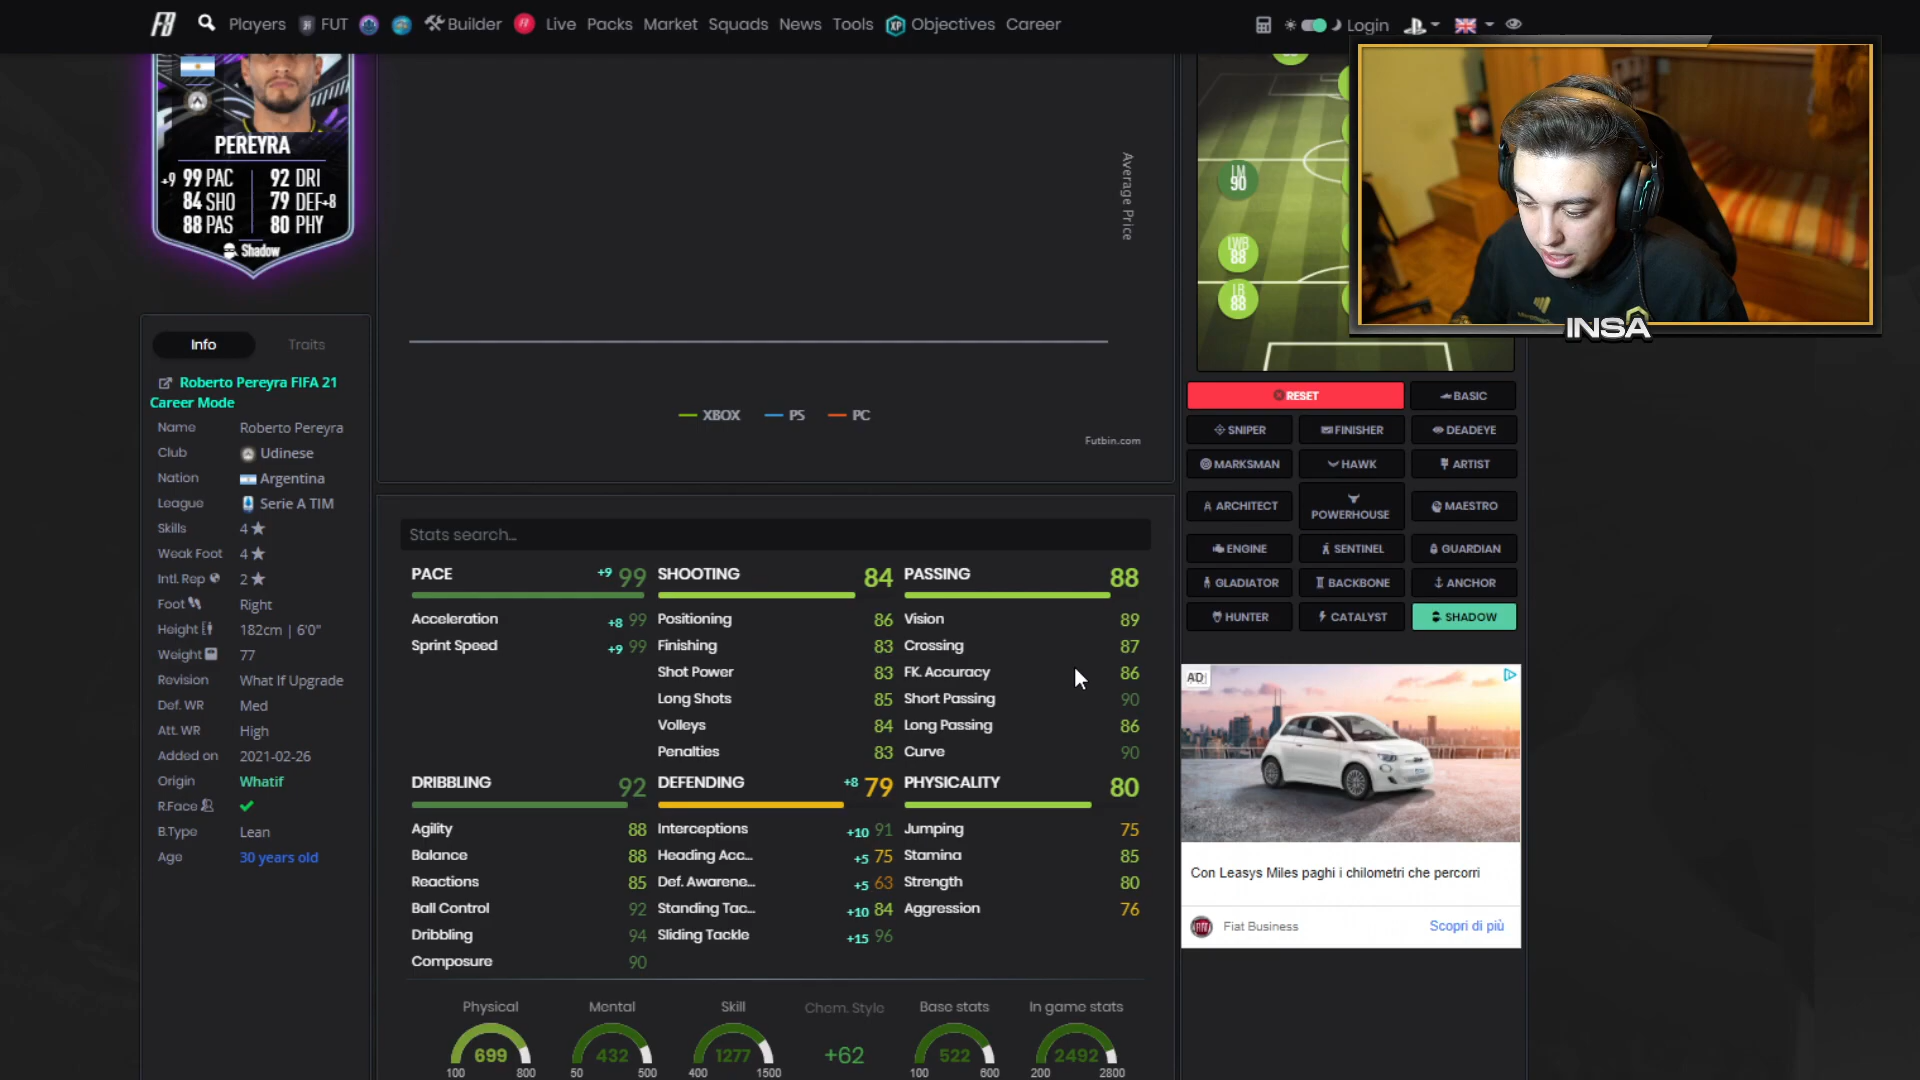 Players FUT Builder Live Packs Market Squads News Tools XP Objectives Career Login
PEREYRA
+9 99 PAC 92 DRI
84 SHO 79 DEF+8
88 PAS 80 PHY
Shadow
Average Price
XBOX PS PC
Futbin.com
LM
90
LWB
88
LB
88
INSA
Info Traits
Roberto Pereyra FIFA 21
Career Mode
Name Roberto Pereyra
Club Udinese
Nation Argentina
League Serie A TIM
Skills 4
Weak Foot 4
Intl. Rep 2
Foot Right
Height 182cm | 6'0"
Weight 77
Revision What If Upgrade
Def. WR Med
Att. WR High
Added on 2021-02-26
Origin Whatif
R.Face
B.Type Lean
Age 30 years old
Stats search...
PACE +9 99
Acceleration +8 99
Sprint Speed +9 99
SHOOTING 84
Positioning 86
Finishing 83
Shot Power 83
Long Shots 85
Volleys 84
Penalties 83
PASSING 88
Vision 89
Crossing 87
FK. Accuracy 86
Short Passing 90
Long Passing 86
Curve 90
DRIBBLING 92
Agility 88
Balance 88
Reactions 85
Ball Control 92
Dribbling 94
Composure 90
DEFENDING +8 79
Interceptions +10 91
Heading Acc... +5 75
Def. Awarene... +5 63
Standing Tac... +10 84
Sliding Tackle +15 96
PHYSICALITY 80
Jumping 75
Stamina 85
Strength 80
Aggression 76
Physical Mental Skill Chem. Style Base stats In game stats
699 432 1277 +62 522 2492
100 800 50 500 400 1500 100 600 200 2800
RESET BASIC
SNIPER FINISHER DEADEYE
MARKSMAN HAWK ARTIST
ARCHITECT POWERHOUSE MAESTRO
ENGINE SENTINEL GUARDIAN
GLADIATOR BACKBONE ANCHOR
HUNTER CATALYST SHADOW
AD
Con Leasys Miles paghi i chilometri che percorri
Fiat Business Scopri di più